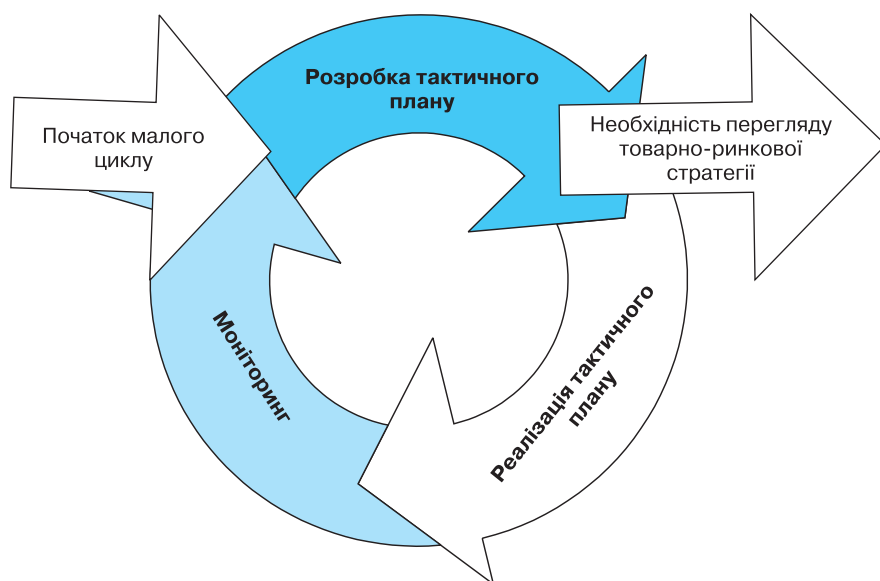 Початок малого
циклу
Розробка тактичного
плану
Необхідність перегляду
товарно-ринкової
стратегії
Реалізація тактичного
плану
Моніторинг